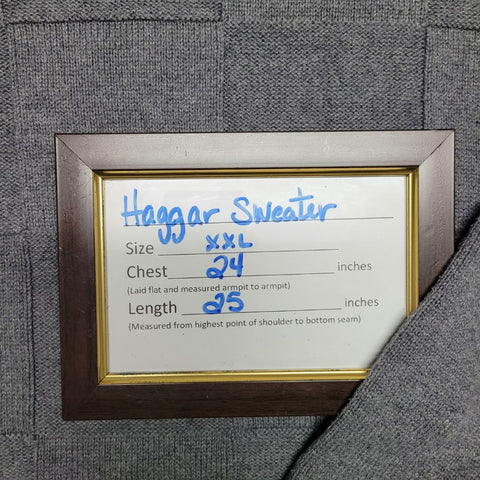 Haggar Sweater
Size XXL
Chest 24 inches
(Laid flat and measured armpit to armpit)
Length 25 inches
(Measured from highest point of shoulder to bottom seam)